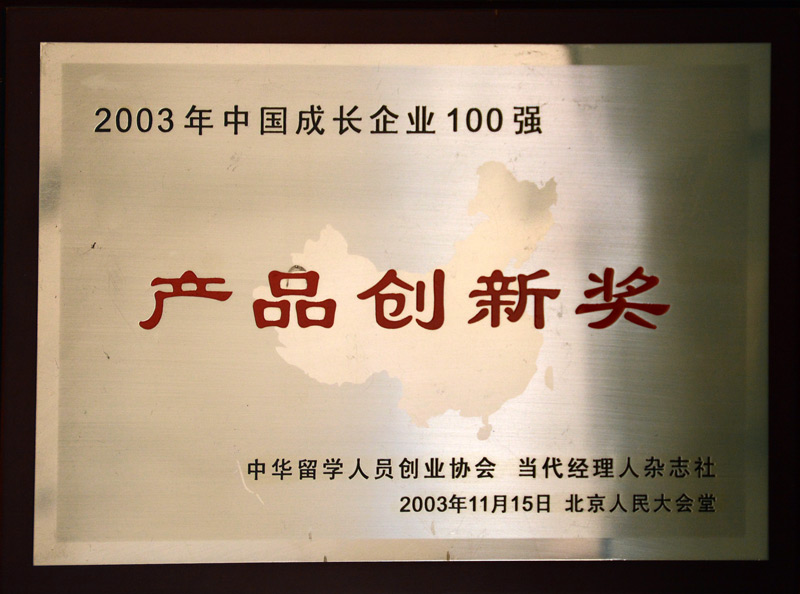 2003年中国成长企业100强
产品创新奖
中华留学人员创业协会 当代经理人杂志社
2003年11月15日 北京人民大会堂